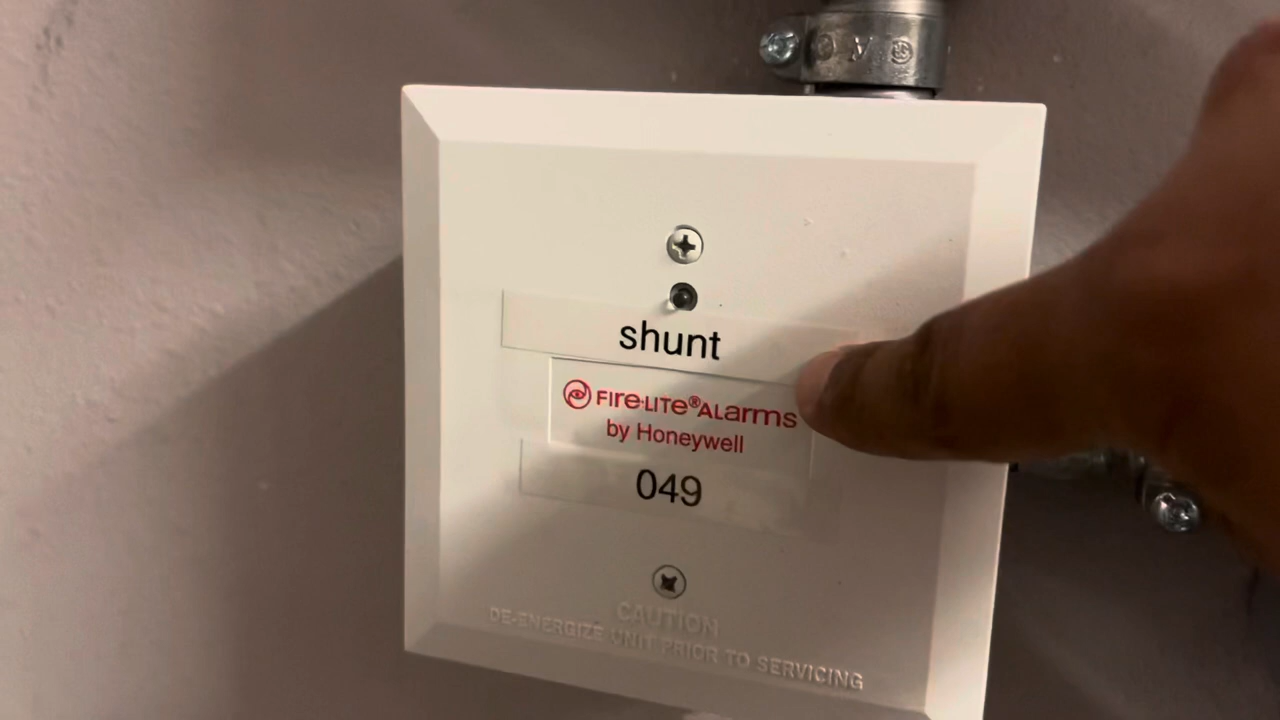 shunt
FIRE·LITE®ALARMS
by Honeywell
049
CAUTION
DE-ENERGIZE UNIT PRIOR TO SERVICING